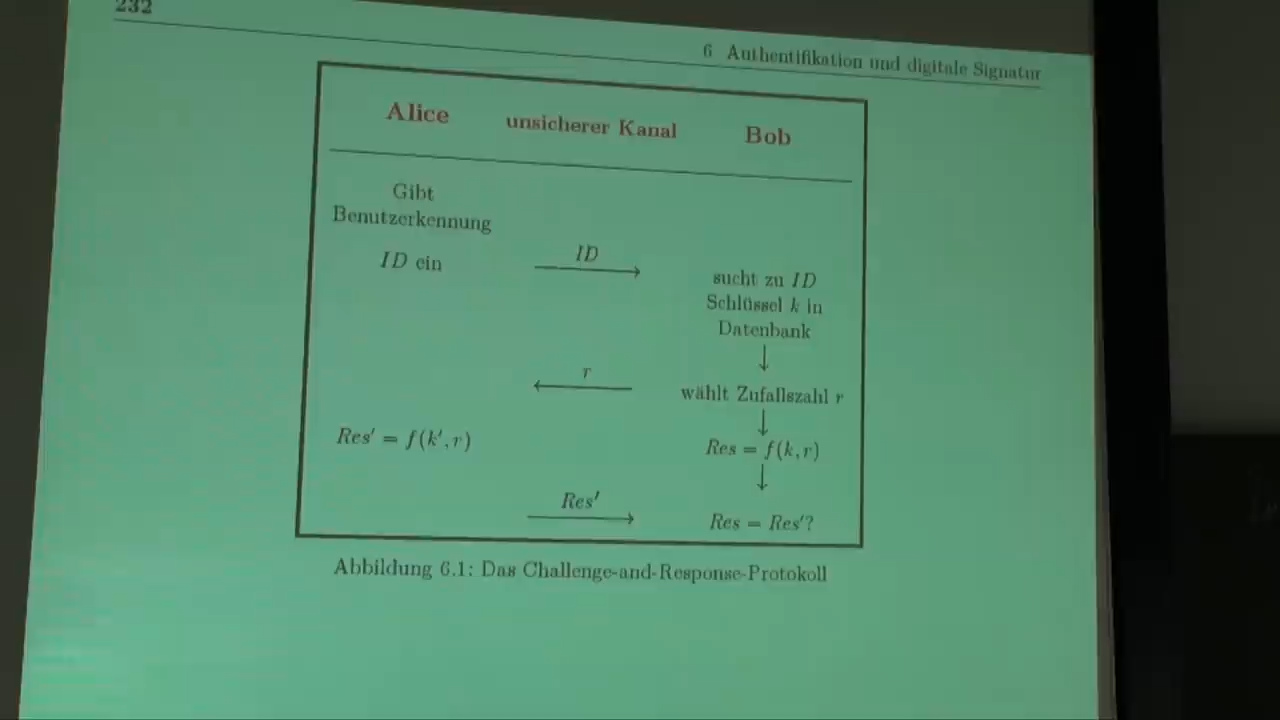 232
6 Authentifikation und digitale Signatur
Alice unsicherer Kanal Bob
Gibt
Benutzerkennung
ID ein
ID
sucht zu ID
Schlüssel k in
Datenbank
↓
r
wählt Zufallszahl r
↓
Res' = f(k', r)
Res = f(k, r)
↓
Res'
Res = Res'?
Abbildung 6.1: Das Challenge-and-Response-Protokoll